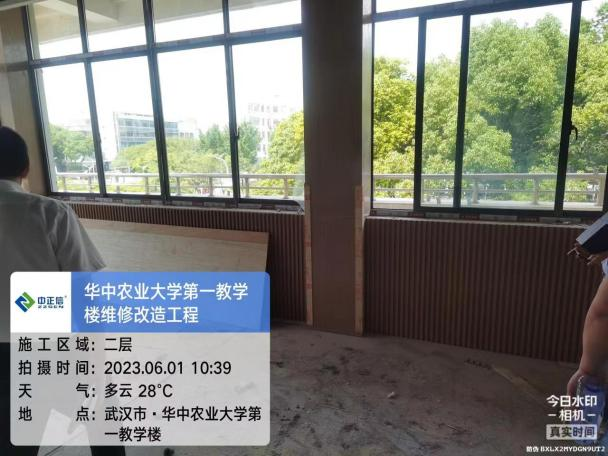 中正信
ZZSEN
华中农业大学第一教学
楼维修改造工程
施工区域：二层
拍摄时间：2023.06.01 10:39
天气：多云 28℃
地点：武汉市·华中农业大学第
一教学楼
今日水印
-相机-
真实时间
防伪 BXLX2MYDGN9UT2